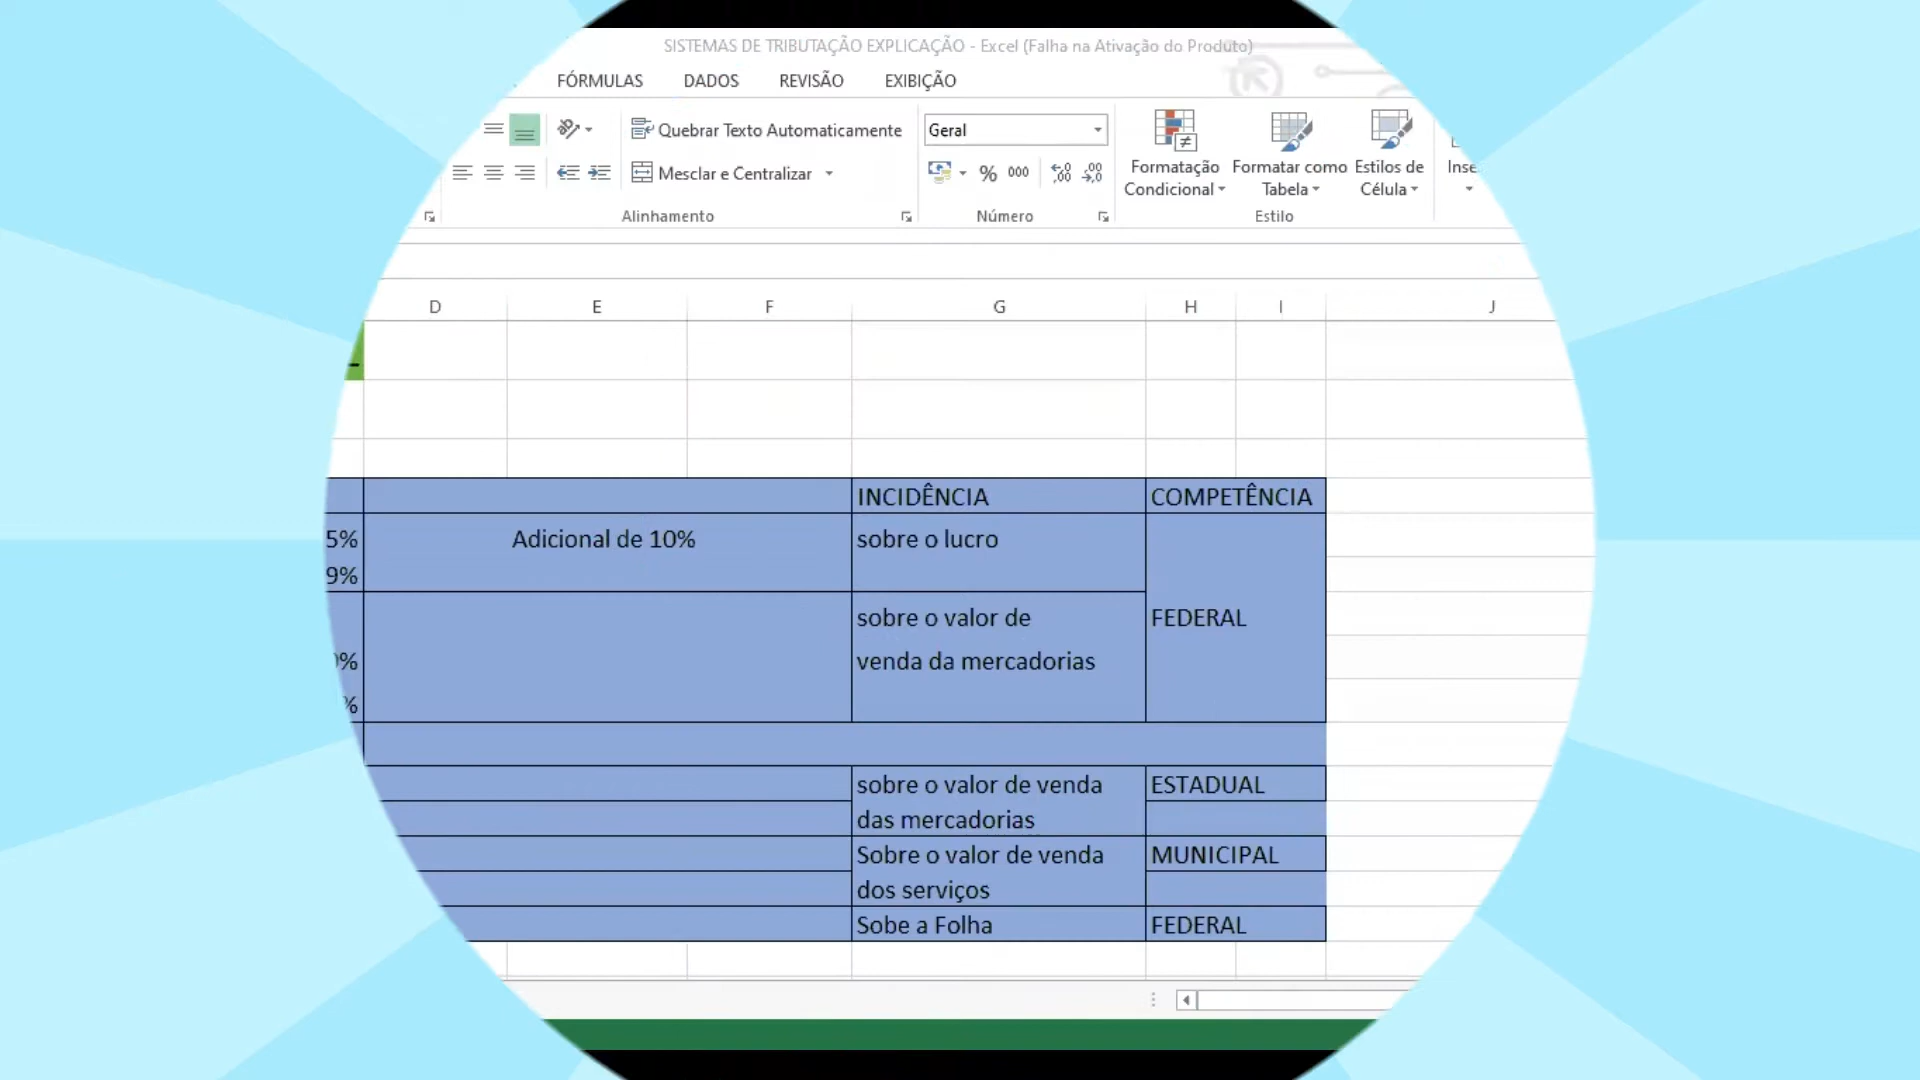 SISTEMAS DE TRIBUTAÇÃO EXPLICAÇÃO - Excel (Falha na Ativação do Produto)
FÓRMULAS DADOS REVISÃO EXIBIÇÃO
Quebrar Texto Automaticamente Geral
Mesclar e Centralizar % 000 ,00 ,00
Formatação Formatar como Estilos de
Condicional Tabela Célula
Alinhamento Número Estilo
D E F G H I J
INCIDÊNCIA COMPETÊNCIA
5% Adicional de 10% sobre o lucro
9%
sobre o valor de FEDERAL
% venda da mercadorias
%
sobre o valor de venda ESTADUAL
das mercadorias
Sobre o valor de venda MUNICIPAL
dos serviços
Sobe a Folha FEDERAL